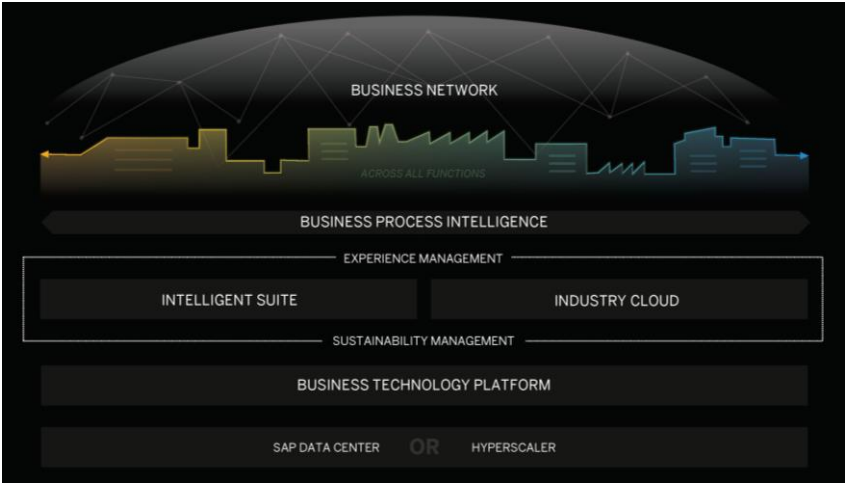 BUSINESS NETWORK
ACROSS ALL FUNCTIONS
BUSINESS PROCESS INTELLIGENCE
EXPERIENCE MANAGEMENT
INTELLIGENT SUITE INDUSTRY CLOUD
SUSTAINABILITY MANAGEMENT
BUSINESS TECHNOLOGY PLATFORM
SAP DATA CENTER OR HYPERSCALER